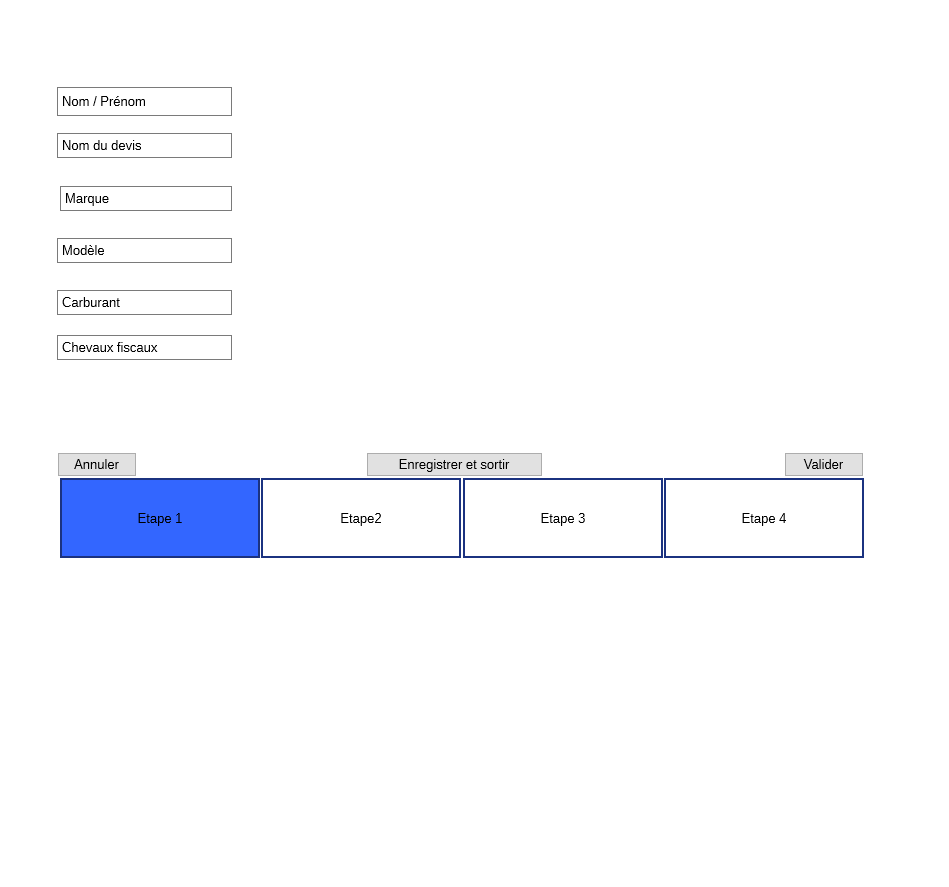 Nom / Prénom
Nom du devis
Marque
Modèle
Carburant
Chevaux fiscaux
Annuler
Enregistrer et sortir
Valider
Etape 1
Etape2
Etape 3
Etape 4